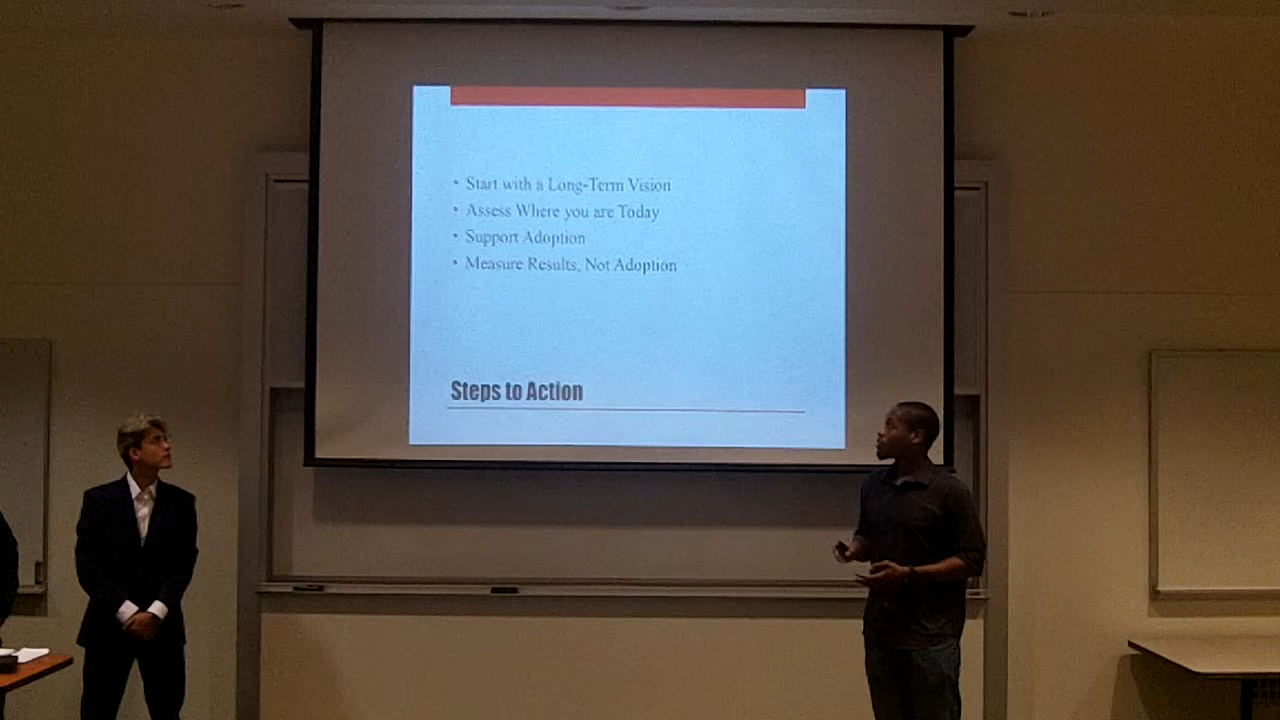 • Start with a Long-Term Vision
• Assess Where you are Today
• Support Adoption
• Measure Results, Not Adoption
Steps to Action